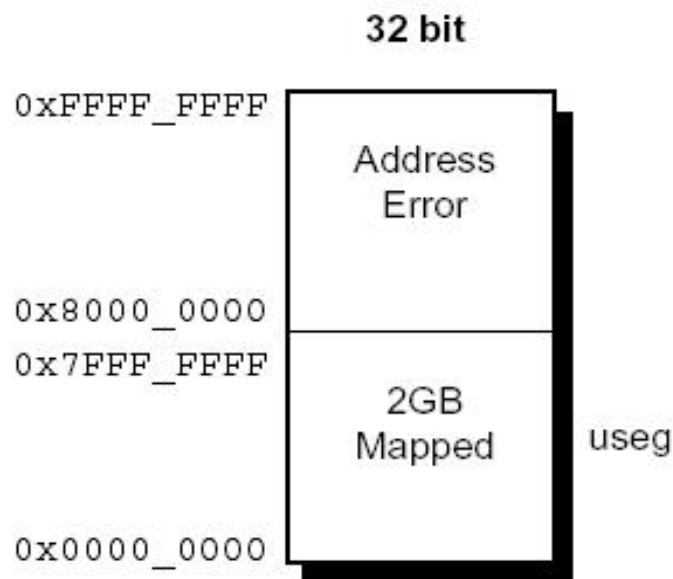 32 bit
0xFFFF_FFFF
Address
Error
0x8000_0000
0x7FFF_FFFF
2GB
Mapped
useg
0x0000_0000